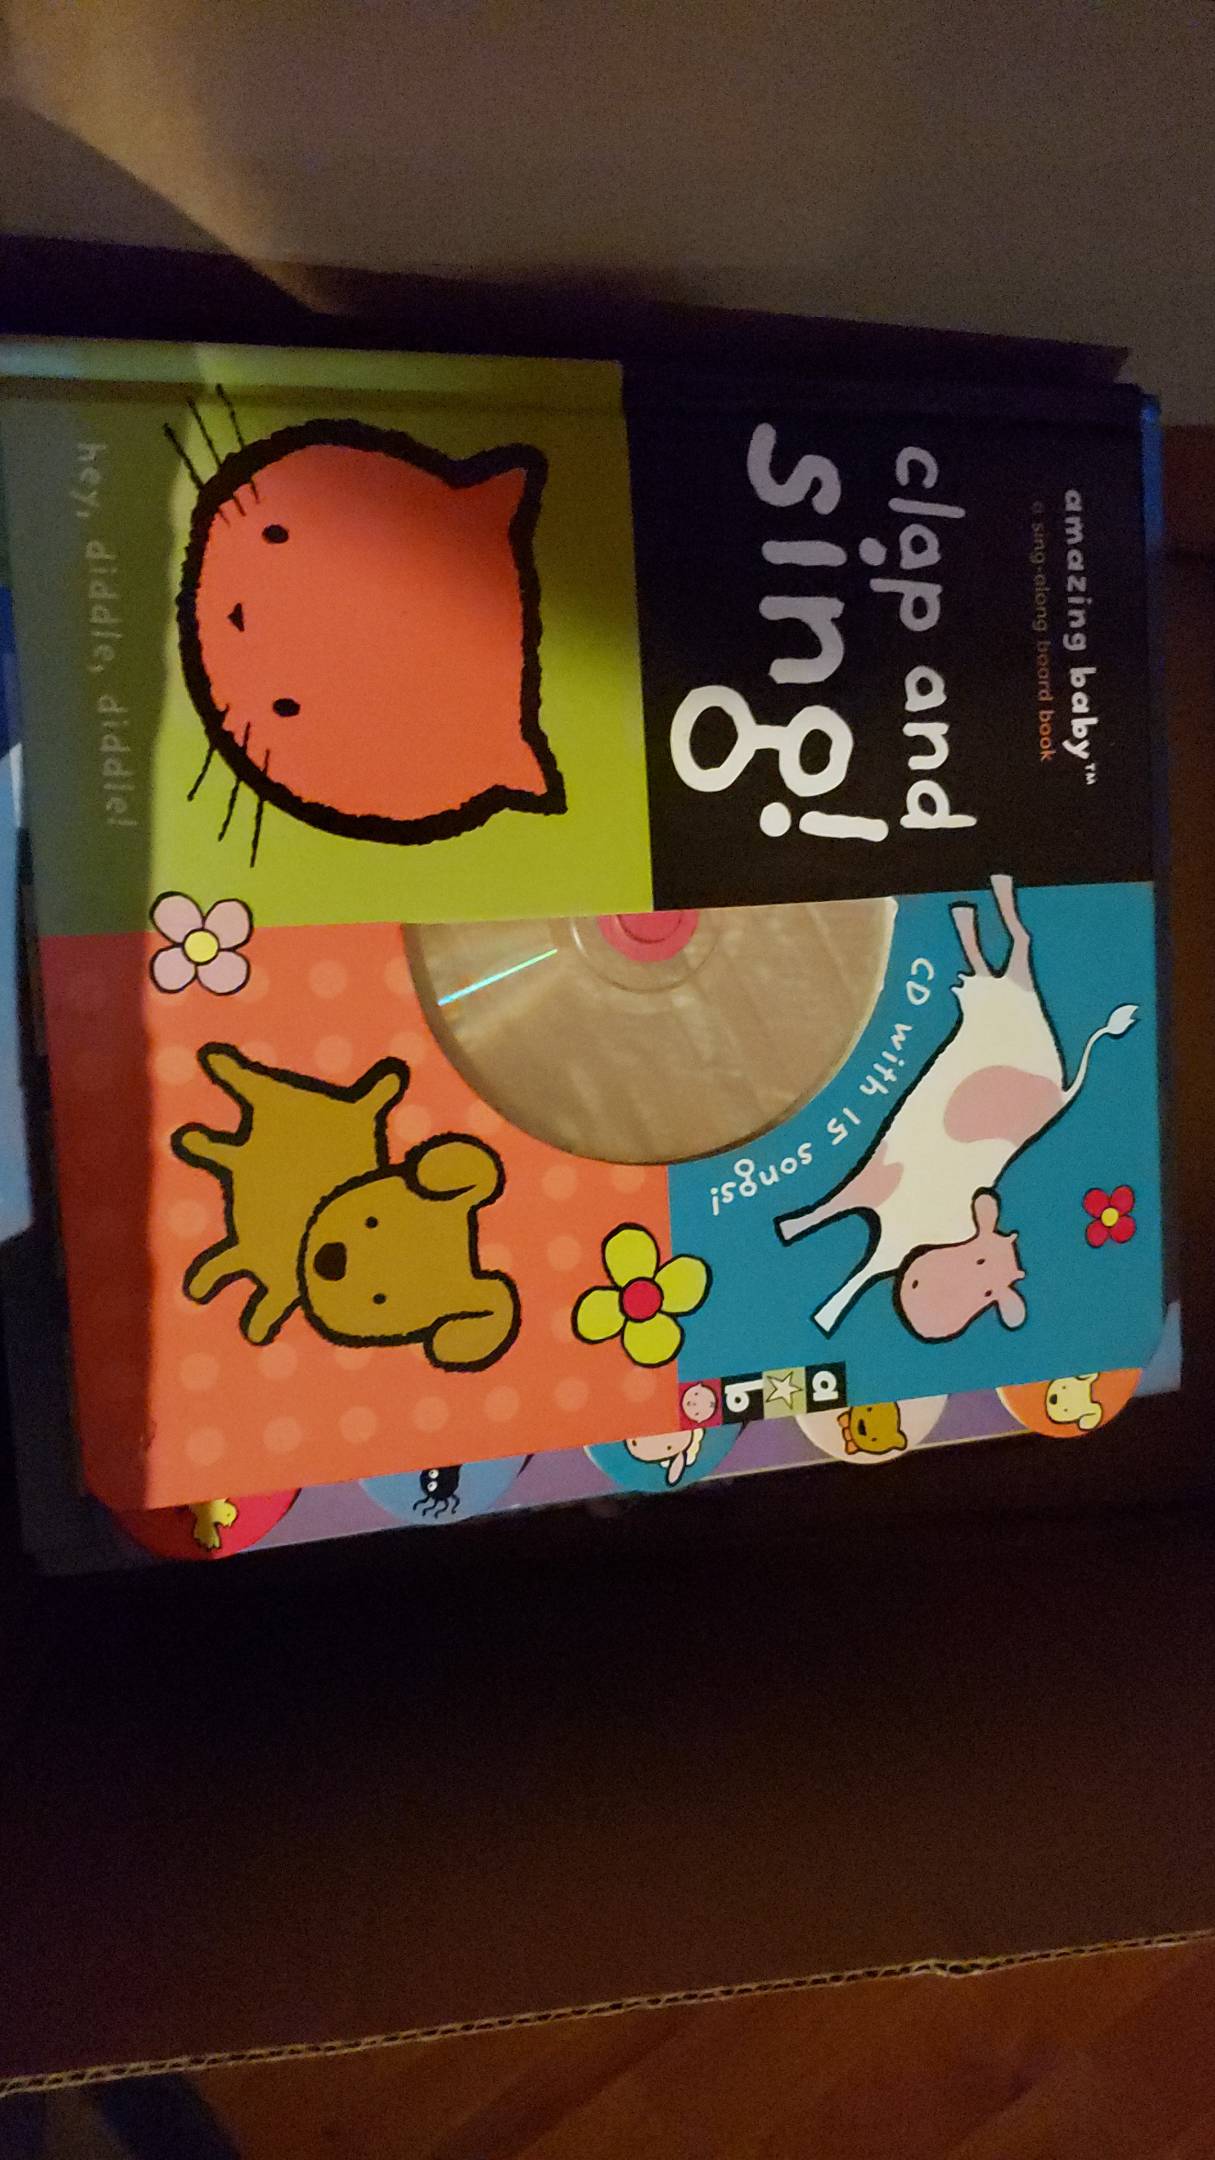 amazing baby™
a sing-along board book
clap and
sing!
CD with 15 songs!
hey, diddle, diddle!
a
b